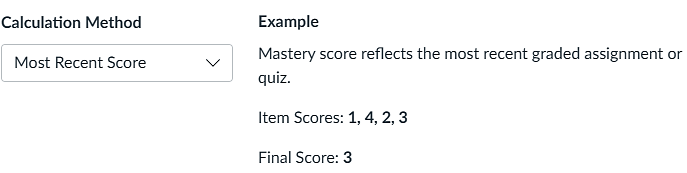 Calculation Method
Most Recent Score
Example
Mastery score reflects the most recent graded assignment or
quiz.
Item Scores: 1, 4, 2, 3
Final Score: 3